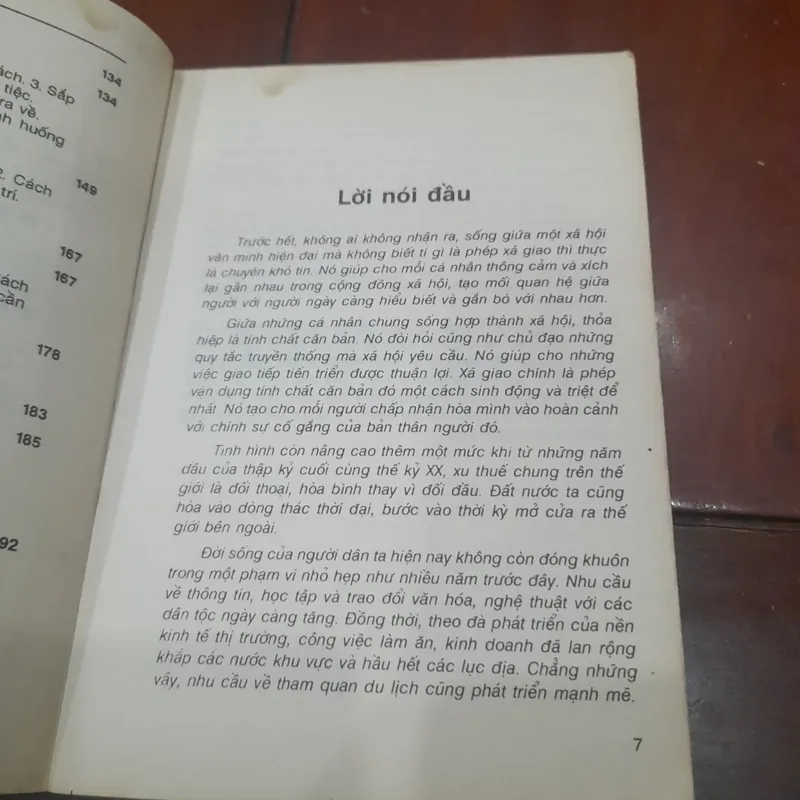 134
ách. 3. Sắp 134
tiệc.
ra về.
nh huống
2. Cách 149
trí.
167
Cách 167
cần
178
183
185
92
Lời nói đầu
Trước hết, không ai không nhận ra, sống giữa một xã hội
văn minh hiện đại mà không biết tí gì là phép xã giao thì thực
là chuyện khó tin. Nó giúp cho mỗi cá nhân thông cảm và xích
lại gần nhau trong cộng đồng xã hội, tạo mối quan hệ giữa
người với người ngày càng hiểu biết và gắn bó với nhau hơn.
Giữa những cá nhân chung sống hợp thành xã hội, thỏa
hiệp là tính chất căn bản. Nó đòi hỏi cũng như chủ đạo những
quy tắc truyền thống mà xã hội yêu cầu. Nó giúp cho những
việc giao tiếp tiến triển được thuận lợi. Xã giao chính là phép
vận dụng tính chất căn bản đó một cách sinh động và triệt để
nhất. Nó tạo cho mỗi người chấp nhận hòa mình vào hoàn cảnh
với chính sự cố gắng của bản thân người đó.
Tình hình còn nâng cao thêm một mức khi từ những năm
đầu của thập kỷ cuối cùng thế kỷ XX, xu thế chung trên thế
giới là đối thoại, hòa bình thay vì đối đầu. Đất nước ta cũng
hòa vào dòng thác thời đại, bước vào thời kỳ mở cửa ra thế
giới bên ngoài.
Đời sống của người dân ta hiện nay không còn đóng khuôn
trong một phạm vi nhỏ hẹp như nhiều năm trước đây. Nhu cầu
về thông tin, học tập và trao đổi văn hóa, nghệ thuật với các
dân tộc ngày càng tăng. Đồng thời, theo đà phát triển của nền
kinh tế thị trường, công việc làm ăn, kinh doanh đã lan rộng
khắp các nước khu vực và hầu hết các lục địa. Chẳng những
vậy, nhu cầu về tham quan du lịch cũng phát triển mạnh mẽ.
7